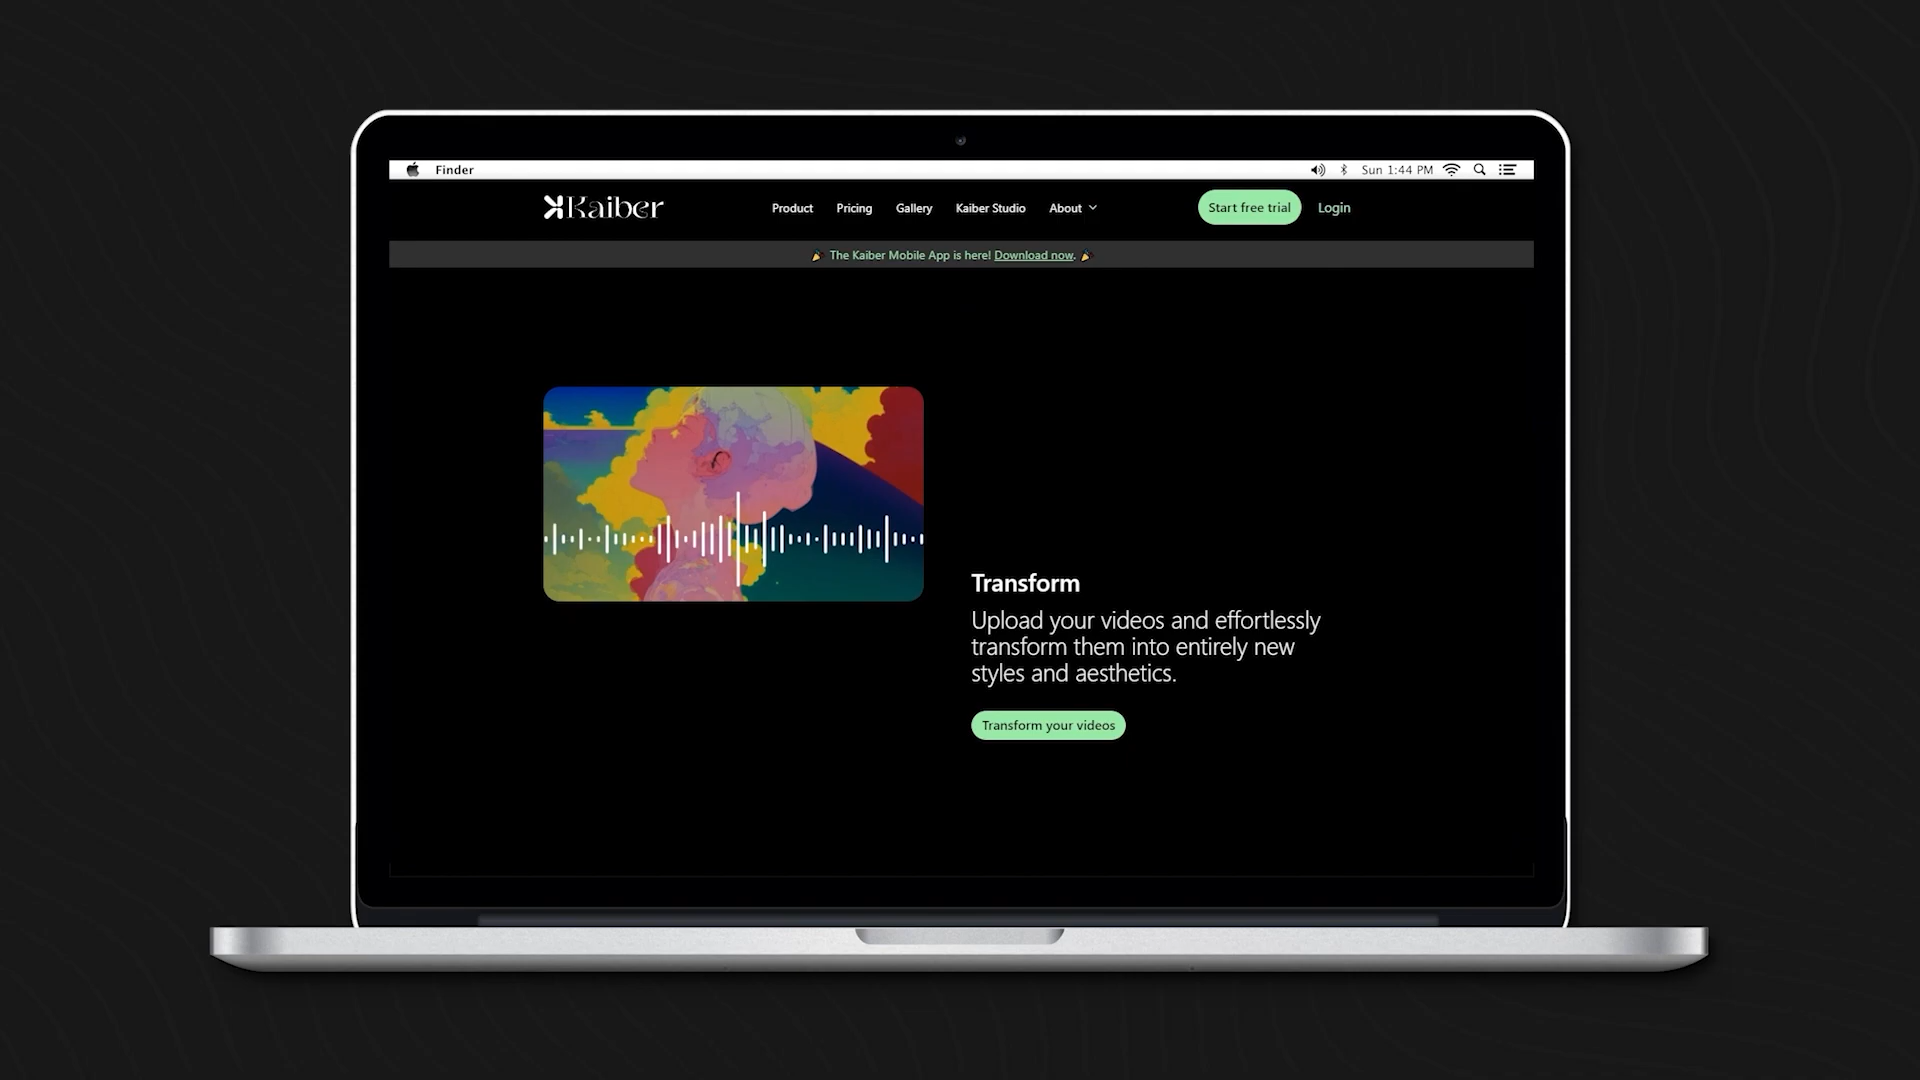 Finder
Sun 1:44 PM
Kaiber
Product
Pricing
Gallery
Kaiber Studio
About
Start free trial
Login
🎉 The Kaiber Mobile App is here! Download now. 🎉
Transform
Upload your videos and effortlessly
transform them into entirely new
styles and aesthetics.
Transform your videos